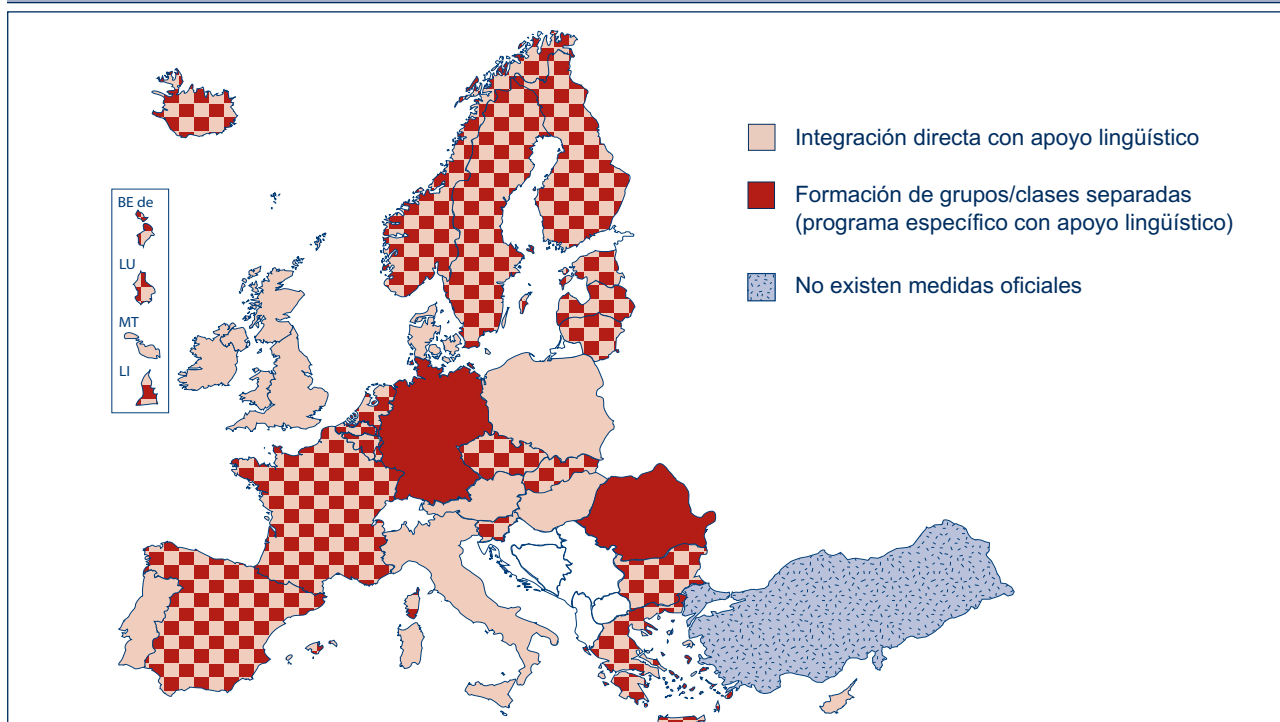 Integración directa con apoyo lingüístico
Formación de grupos/clases separadas
(programa específico con apoyo lingüístico)
No existen medidas oficiales
BE de
LU
MT
LI